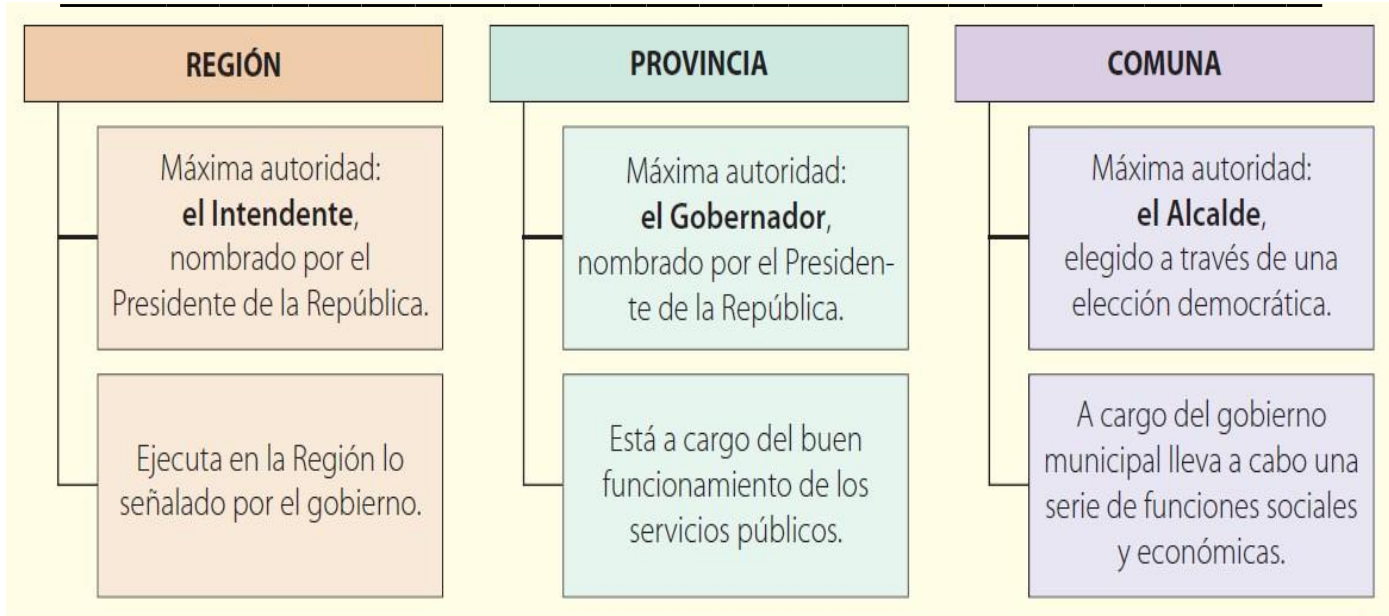 REGIÓN
Máxima autoridad:
el Intendente,
nombrado por el
Presidente de la República.
Ejecuta en la Región lo
señalado por el gobierno.
PROVINCIA
Máxima autoridad:
el Gobernador,
nombrado por el Presiden-
te de la República.
Está a cargo del buen
funcionamiento de los
servicios públicos.
COMUNA
Máxima autoridad:
el Alcalde,
elegido a través de una
elección democrática.
A cargo del gobierno
municipal lleva a cabo una
serie de funciones sociales
y económicas.